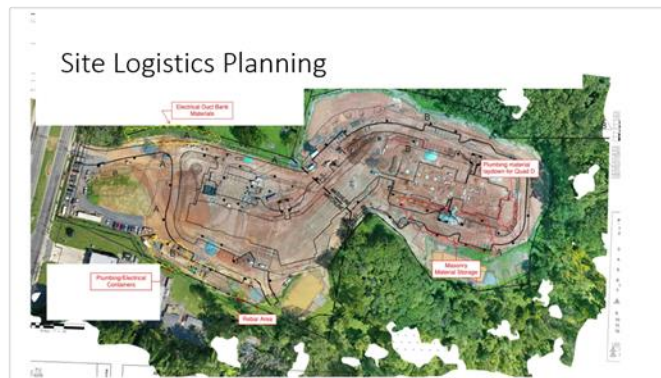 Site Logistics Planning
Electrical Duct Bank
Materials
Plumbing material
laydown for Quad D
Masonry
Material Storage
Plumbing/Electrical
Containers
Rebar Area